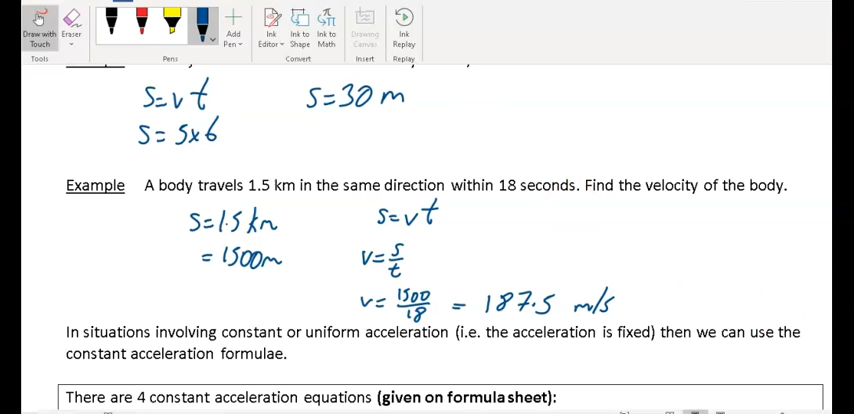 Draw with Touch
Eraser
Add Pen
Ink Editor
Ink to Shape
Ink to Math
Drawing Canvas
Ink Replay
Tools
Pens
Convert
Insert
Replay
s=vt
s=30 m
s= 5x6
Example A body travels 1.5 km in the same direction within 18 seconds. Find the velocity of the body.
s=1.5 km
s=vt
= 1500m
v= s/t
v= 1500/18 = 187.5 m/s
In situations involving constant or uniform acceleration (i.e. the acceleration is fixed) then we can use the
constant acceleration formulae.
There are 4 constant acceleration equations (given on formula sheet):